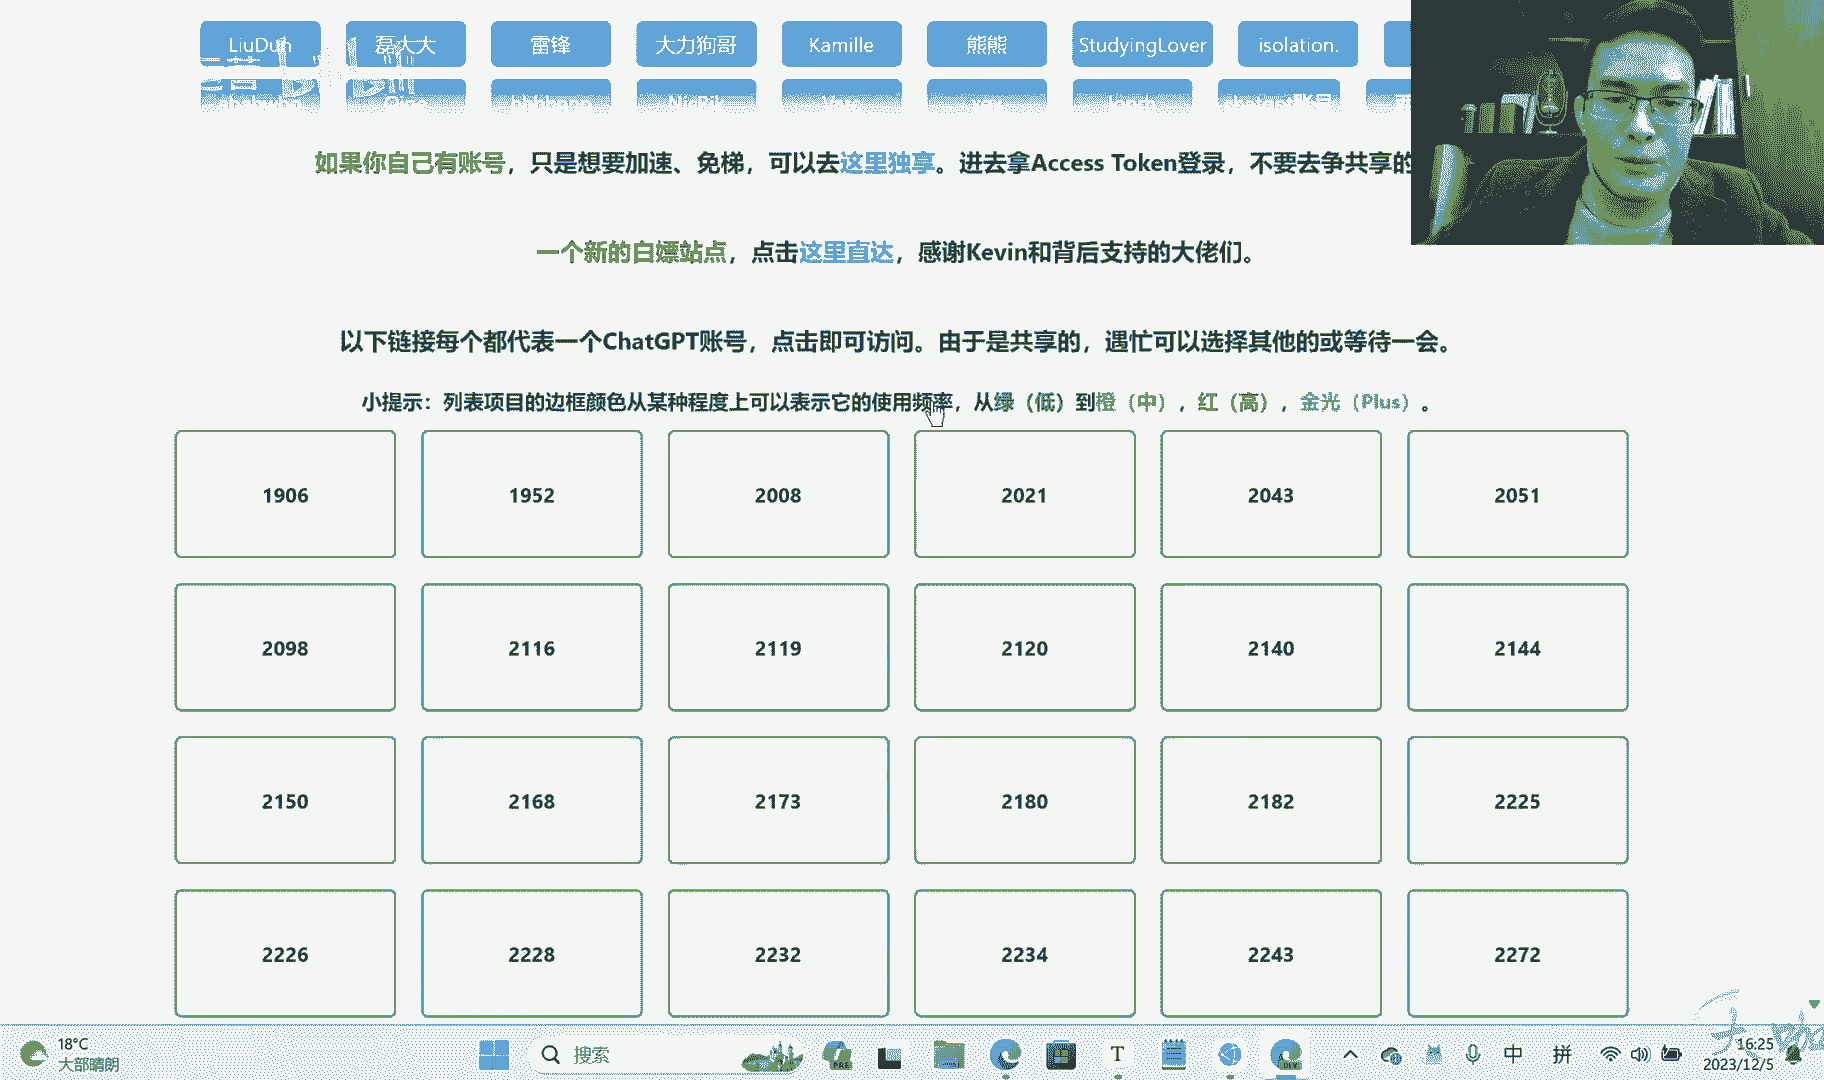 LiuDuh 磊大大 雷锋 大力狗哥 Kamille 熊熊 StudyingLover isolation.
如果你自己有账号，只是想要加速、免梯，可以去这里独享。进去拿Access Token登录，不要去争共享的
一个新的白嫖站点，点击这里直达，感谢Kevin和背后支持的大佬们。
以下链接每个都代表一个ChatGPT账号，点击即可访问。由于是共享的，遇忙可以选择其他的或等待一会。
小提示：列表项目的边框颜色从某种程度上可以表示它的使用频率，从绿（低）到橙（中），红（高），金光（Plus）。
1906 1952 2008 2021 2043 2051
2098 2116 2119 2120 2140 2144
2150 2168 2173 2180 2182 2225
2226 2228 2232 2234 2243 2272
18°C
大部晴朗
搜索
PRE
T
DEV
中 拼
16:25
2023/12/5